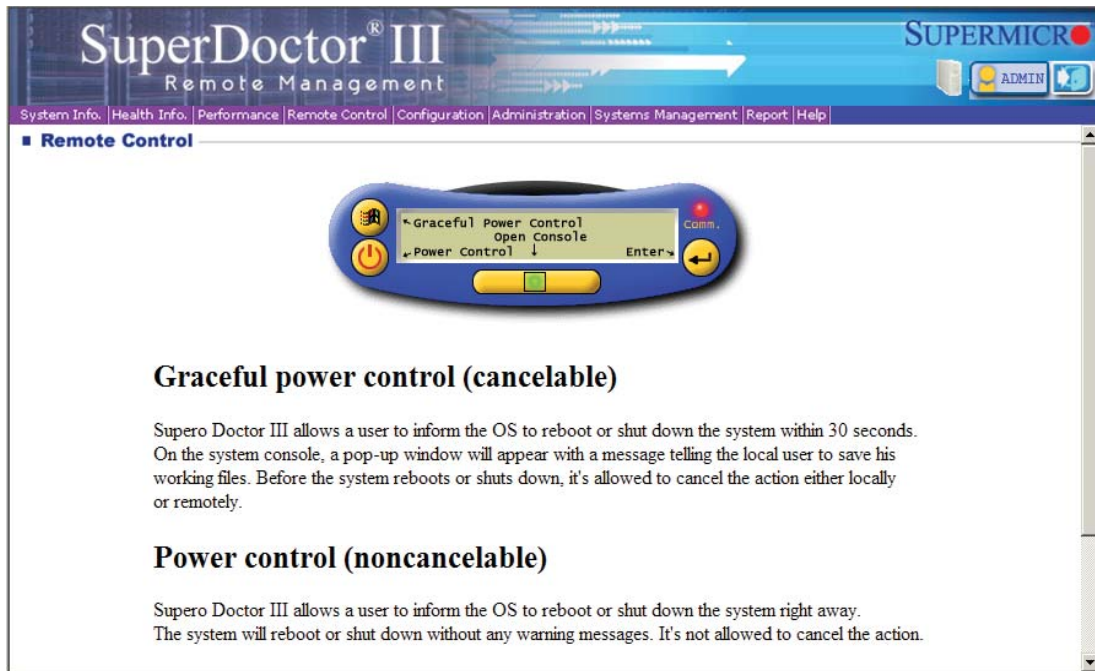 SuperDoctor® III
Remote Management
SUPERMICR
ADMIN
System Info. Health Info. Performance Remote Control Configuration Administration Systems Management Report Help
Remote Control
Graceful Power Control
Open Console
Power Control ↓ Enter
Comm.
Graceful power control (cancelable)
Supero Doctor III allows a user to inform the OS to reboot or shut down the system within 30 seconds.
On the system console, a pop-up window will appear with a message telling the local user to save his
working files. Before the system reboots or shuts down, it's allowed to cancel the action either locally
or remotely.
Power control (noncancelable)
Supero Doctor III allows a user to inform the OS to reboot or shut down the system right away.
The system will reboot or shut down without any warning messages. It's not allowed to cancel the action.